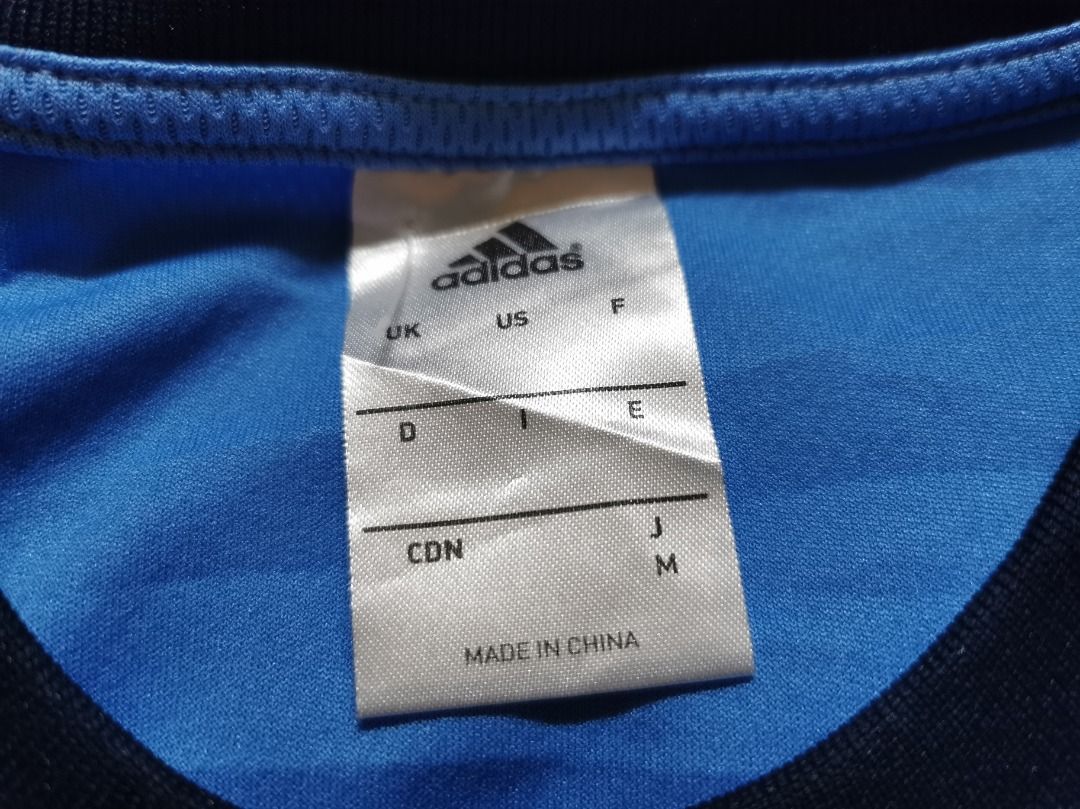 adidas®
UK US F
D I E
CDN J
M
MADE IN CHINA